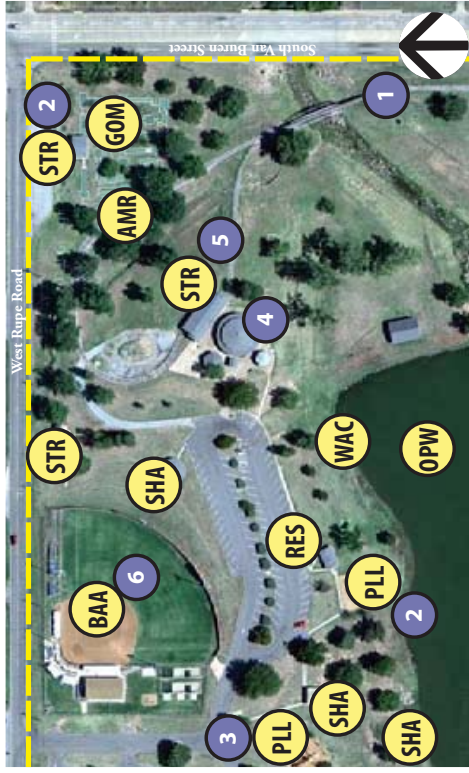 West Rupe Road
South Van Buren Street
STR
STR
2
BAA
6
GOM
AMR
SHA
STR
5
3
4
PLL
RES
SHA
WAC
PLL
2
1
SHA
OPW